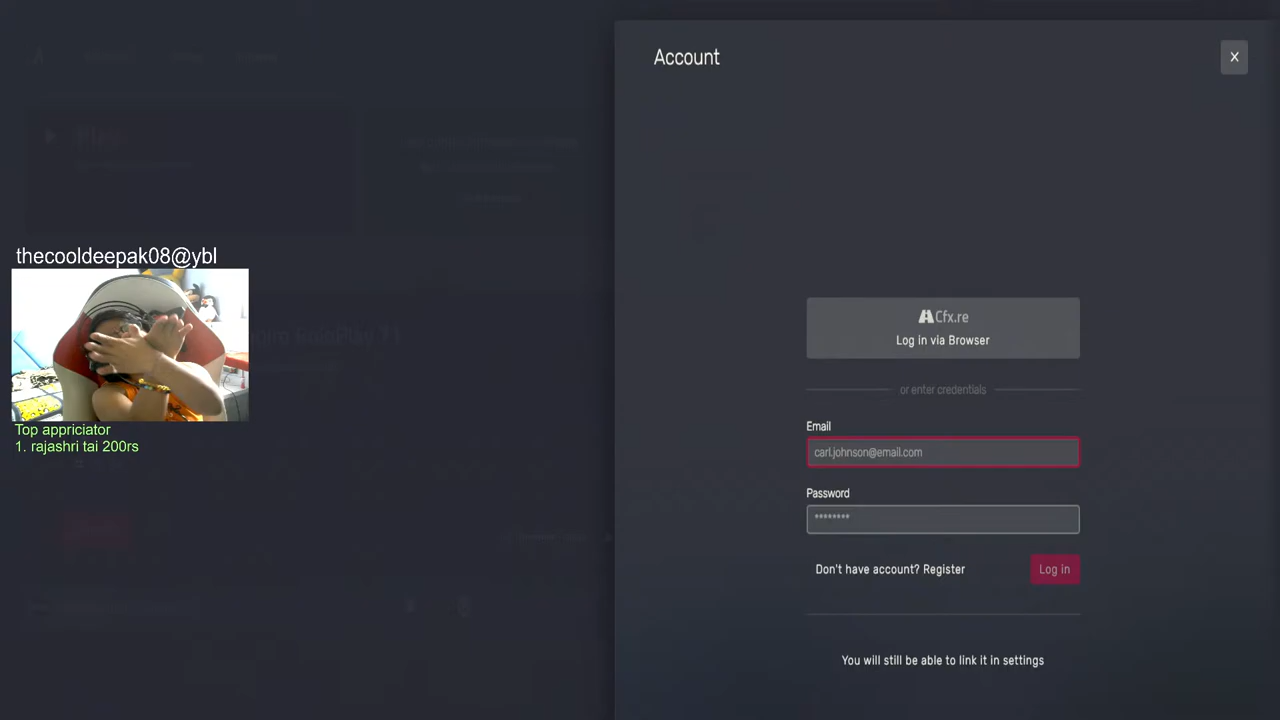 Account
X
thecooldeepak08@ybl
Cfx.re
Log in via Browser
or enter credentials
Email
carl.johnson@email.com
Top appriciator
1. rajashri tai 200rs
Password
********
Don't have account? Register
Log in
You will still be able to link it in settings